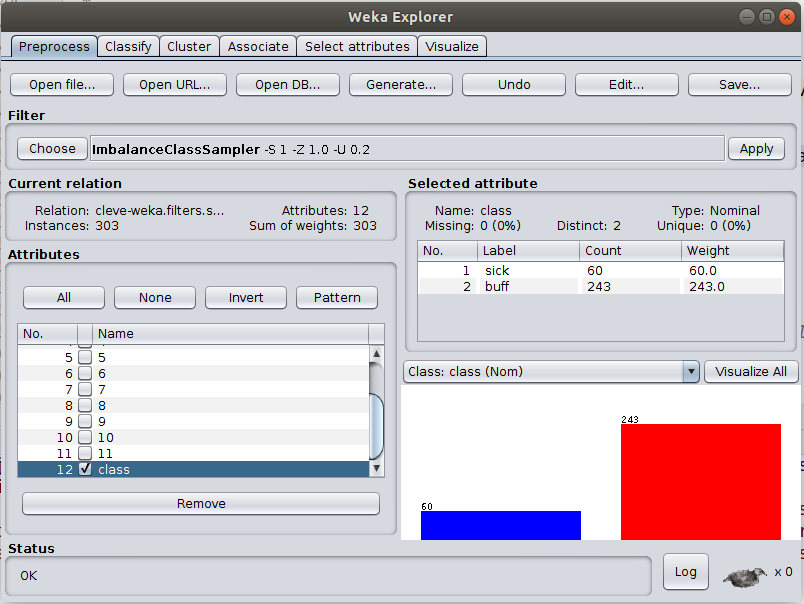 Weka Explorer
Preprocess Classify Cluster Associate Select attributes Visualize
Open file... Open URL... Open DB... Generate... Undo Edit... Save...
Filter
Choose ImbalanceClassSampler -S 1 -Z 1.0 -U 0.2 Apply
Current relation
Relation: cleve-weka.filters.s... Attributes: 12
Instances: 303 Sum of weights: 303
Attributes
All None Invert Pattern
No. Name
5 5
6 6
7 7
8 8
9 9
10 10
11 11
12 class
Remove
Selected attribute
Name: class Type: Nominal
Missing: 0 (0%) Distinct: 2 Unique: 0 (0%)
No. Label Count Weight
1 sick 60 60.0
2 buff 243 243.0
Class: class (Nom) Visualize All
243
60
Status
OK Log x 0